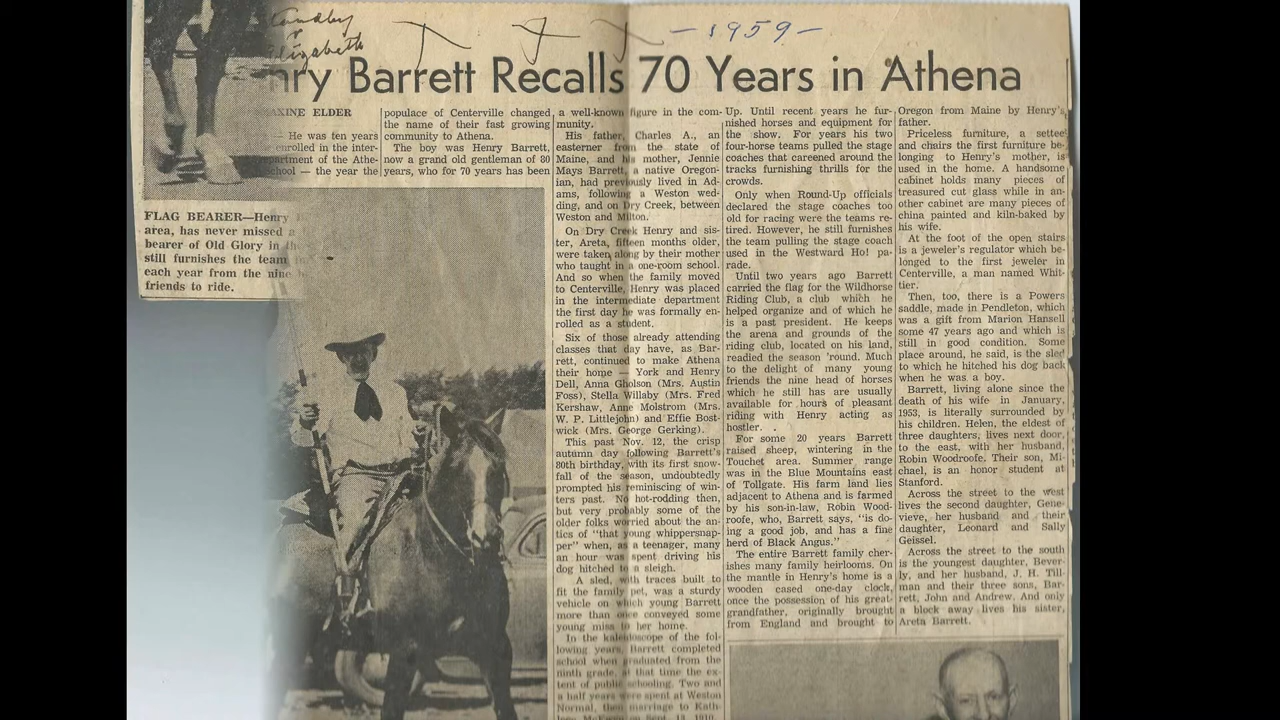 Standby
&
Elizabeth
-1959-
nry Barrett Recalls 70 Years in Athena
AXINE ELDER
— He was ten years
enrolled in the inter-
partment of the Athe-
chool — the year the
populace of Centerville changed
the name of their fast growing
community to Athena.
The boy was Henry Barrett,
now a grand old gentleman of 80
years, who for 70 years has been
FLAG BEARER—Henry
area, has never missed a
bearer of Old Glory in th
still furnishes the team
each year from the nine h
friends to ride.
a well-known figure in the com-
munity.
His father, Charles A., an
easterner from the state of
Maine, and his mother, Jennie
Mays Barrett, a native Oregon-
ian, had previously lived in Ad-
ams, following a Weston wed-
ding, and on Dry Creek, between
Weston and Milton.
On Dry Creek Henry and sis-
ter, Areta, fifteen months older,
were taken along by their mother
who taught in a one-room school.
And so when the family moved
to Centerville, Henry was placed
in the intermediate department
the first day he was formally en-
rolled as a student.
Six of those already attending
classes that day have, as Bar-
rett, continued to make Athena
their home — York and Henry
Dell, Anna Gholson (Mrs. Austin
Foss), Stella Willaby (Mrs. Fred
Kershaw, Anne Molstrom (Mrs.
W. P. Littlejohn) and Effie Bost-
wick (Mrs. George Gerking).
This past Nov. 12, the crisp
autumn day following Barrett's
80th birthday, with its first snow-
fall of the season, undoubtedly
prompted his reminiscing of win-
ters past. No hot-rodding then,
but very probably some of the
older folks worried about the an-
tics of "that young whippersnap-
per" when, as a teenager, many
an hour was spent driving his
dog hitched to a sleigh.
A sled, with traces built to
fit the family pet, was a sturdy
vehicle on which young Barrett
more than once conveyed some
young miss to her home.
In the kaleidoscope of the fol-
lowing years, Barrett completed
school when graduated from the
ninth grade, at that time the ex-
tent of public schooling. Two and
a half years were spent at Weston
Normal, then marriage to Kath-
Up. Until recent years he fur-
nished horses and equipment for
the show. For years his two
four-horse teams pulled the stage
coaches that careened around the
tracks furnishing thrills for the
crowds.
Only when Round-Up officials
declared the stage coaches too
old for racing were the teams re-
tired. However, he still furnishes
the team pulling the stage coach
used in the Westward Ho! pa-
rade.
Until two years ago Barrett
carried the flag for the Wildhorse
Riding Club, a club which he
helped organize and of which he
is a past president. He keeps
the arena and grounds of the
riding club, located on his land,
readied the season 'round. Much
to the delight of many young
friends the nine head of horses
which he still has are usually
available for hours of pleasant
riding with Henry acting as
hostler.
For some 20 years Barrett
raised sheep, wintering in the
Touchet area. Summer range
was in the Blue Mountains east
of Tollgate. His farm land lies
adjacent to Athena and is farmed
by his son-in-law, Robin Wood-
roofe, who, Barrett says, "is do-
ing a good job, and has a fine
herd of Black Angus."
The entire Barrett family cher-
ishes many family heirlooms. On
the mantle in Henry's home is a
wooden cased one-day clock,
once the possession of his great-
grandfather, originally brought
from England and brought to
Oregon from Maine by Henry's
father.
Priceless furniture, a settee
and chairs the first furniture be-
longing to Henry's mother, is
used in the home. A handsome
cabinet holds many pieces of
treasured cut glass while in an-
other cabinet are many pieces of
china painted and kiln-baked by
his wife.
At the foot of the open stairs
is a jeweler's regulator which be-
longed to the first jeweler in
Centerville, a man named Whit-
tier.
Then, too, there is a Powers
saddle, made in Pendleton, which
was a gift from Marion Hansell
some 47 years ago and which is
still in good condition. Some
place around, he said, is the sled
to which he hitched his dog back
when he was a boy.
Barrett, living alone since the
death of his wife in January,
1953, is literally surrounded by
his children. Helen, the eldest of
three daughters, lives next door,
to the east, with her husband,
Robin Woodroofe. Their son, Mi-
chael, is an honor student at
Stanford.
Across the street to the west
lives the second daughter, Gene-
vieve, her husband and their
daughter, Leonard and Sally
Geissel.
Across the street to the south
is the youngest daughter, Bever-
ly, and her husband, J. H. Till-
man and their three sons, Bar-
rett, John and Andrew. And only
a block away lives his sister,
Areta Barrett.